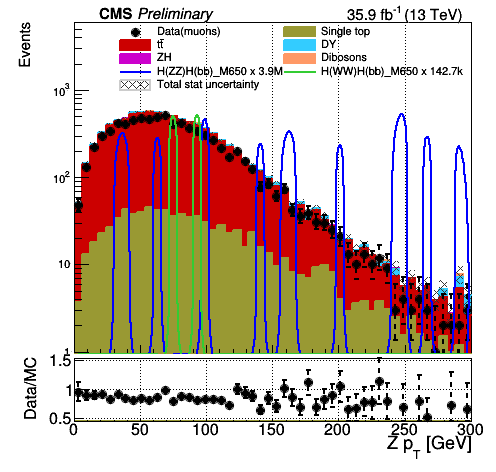 CMS Preliminary 35.9 fb⁻¹ (13 TeV)
Data(muons) Single top
tt̄ DY
ZH Dibosons
H(ZZ)H(bb)_M650 x 3.9M H(WW)H(bb)_M650 x 142.7k
Total stat uncertainty
Events
10³
10²
10
1
Data/MC
1.5
1
0.5
0 50 100 150 200 250 300
Z p_T [GeV]